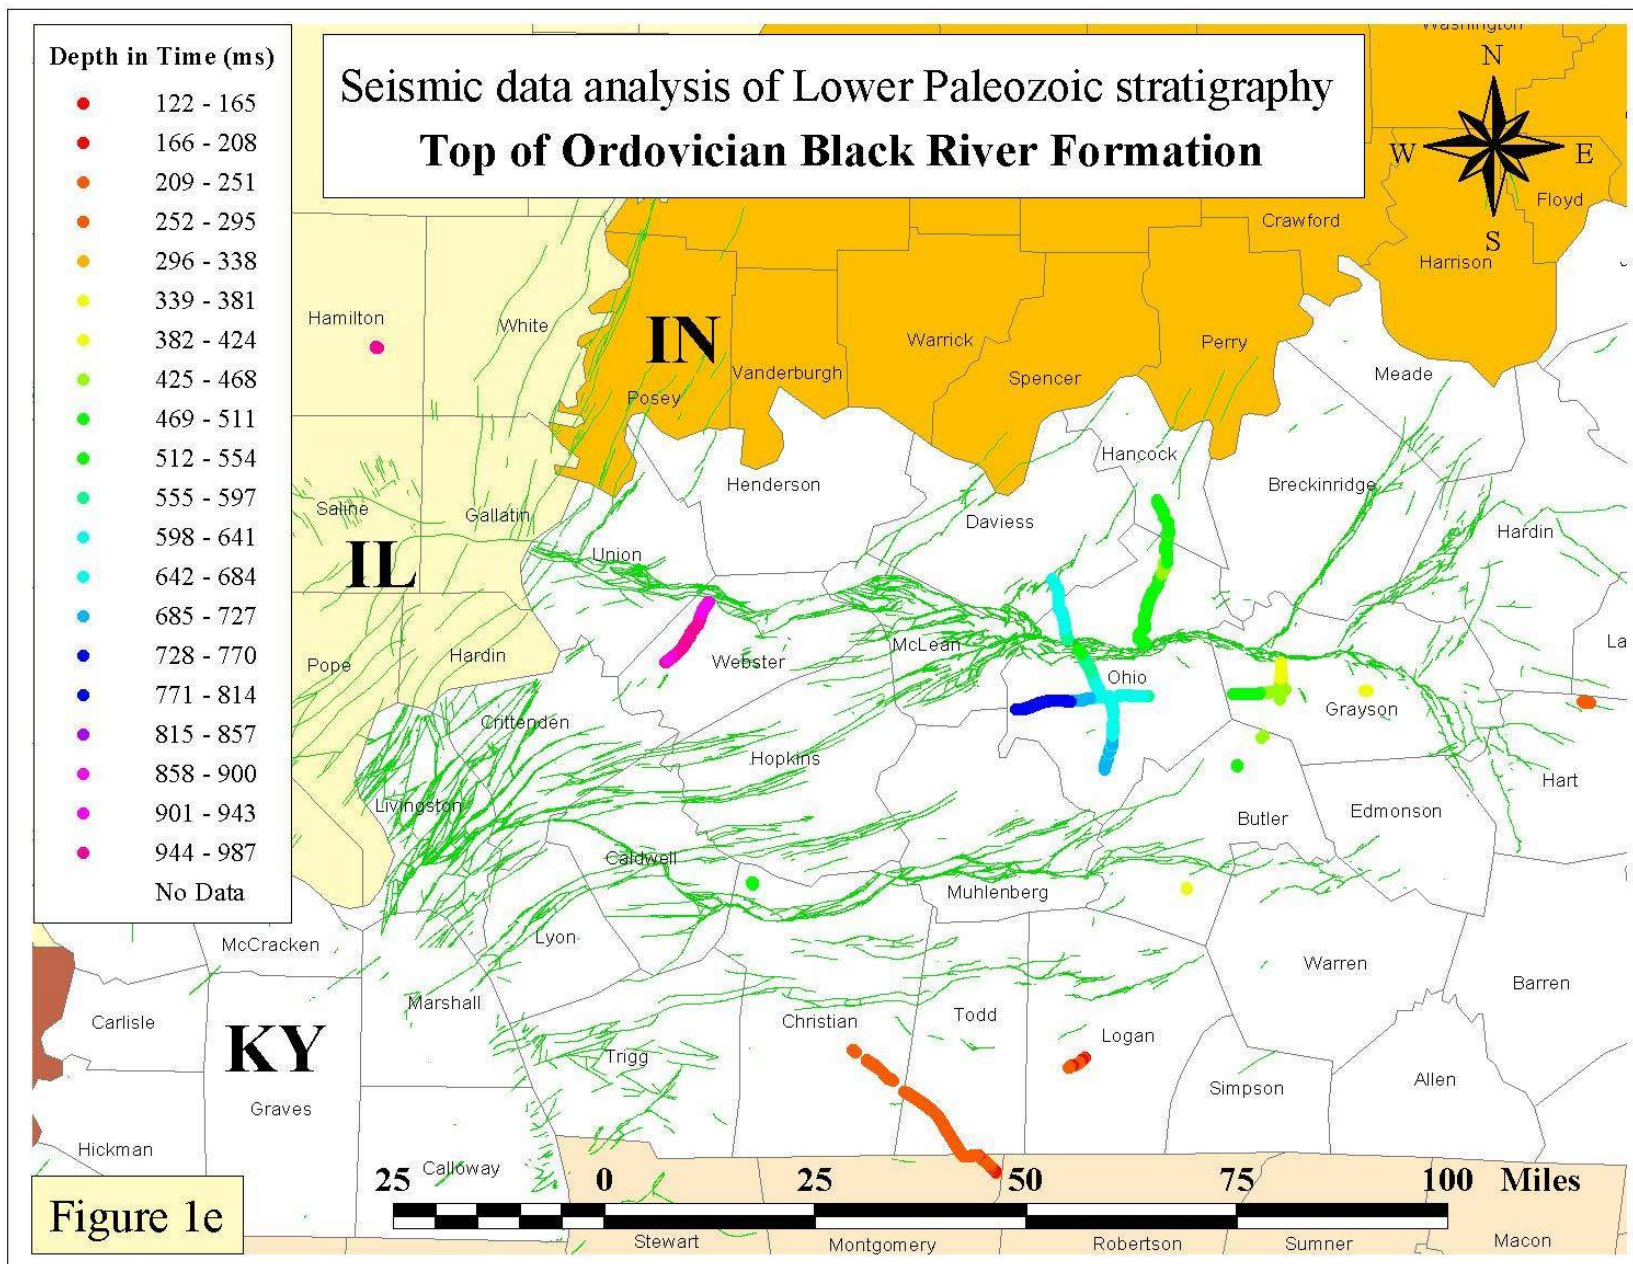 Depth in Time (ms)
122 - 165
166 - 208
209 - 251
252 - 295
296 - 338
339 - 381
382 - 424
425 - 468
469 - 511
512 - 554
555 - 597
598 - 641
642 - 684
685 - 727
728 - 770
771 - 814
815 - 857
858 - 900
901 - 943
944 - 987
No Data
Seismic data analysis of Lower Paleozoic stratigraphy
Top of Ordovician Black River Formation
Washington
N
W
E
S
Floyd
Crawford
Harrison
Hamilton
White
IN
Warrick
Perry
Vanderburgh
Spencer
Meade
Posey
Hancock
Henderson
Breckinridge
Saline
Gallatin
Daviess
Hardin
IL
Union
McLean
La
Pope
Hardin
Webster
Ohio
Grayson
Crittenden
Hopkins
Hart
Livingston
Butler
Edmonson
Caldwell
Muhlenberg
McCracken
Lyon
Warren
Barren
Marshall
Carlisle
Christian
Todd
Logan
KY
Trigg
Simpson
Allen
Graves
Hickman
Calloway
25
0
25
50
75
100
Miles
Figure 1e
Stewart
Montgomery
Robertson
Sumner
Macon